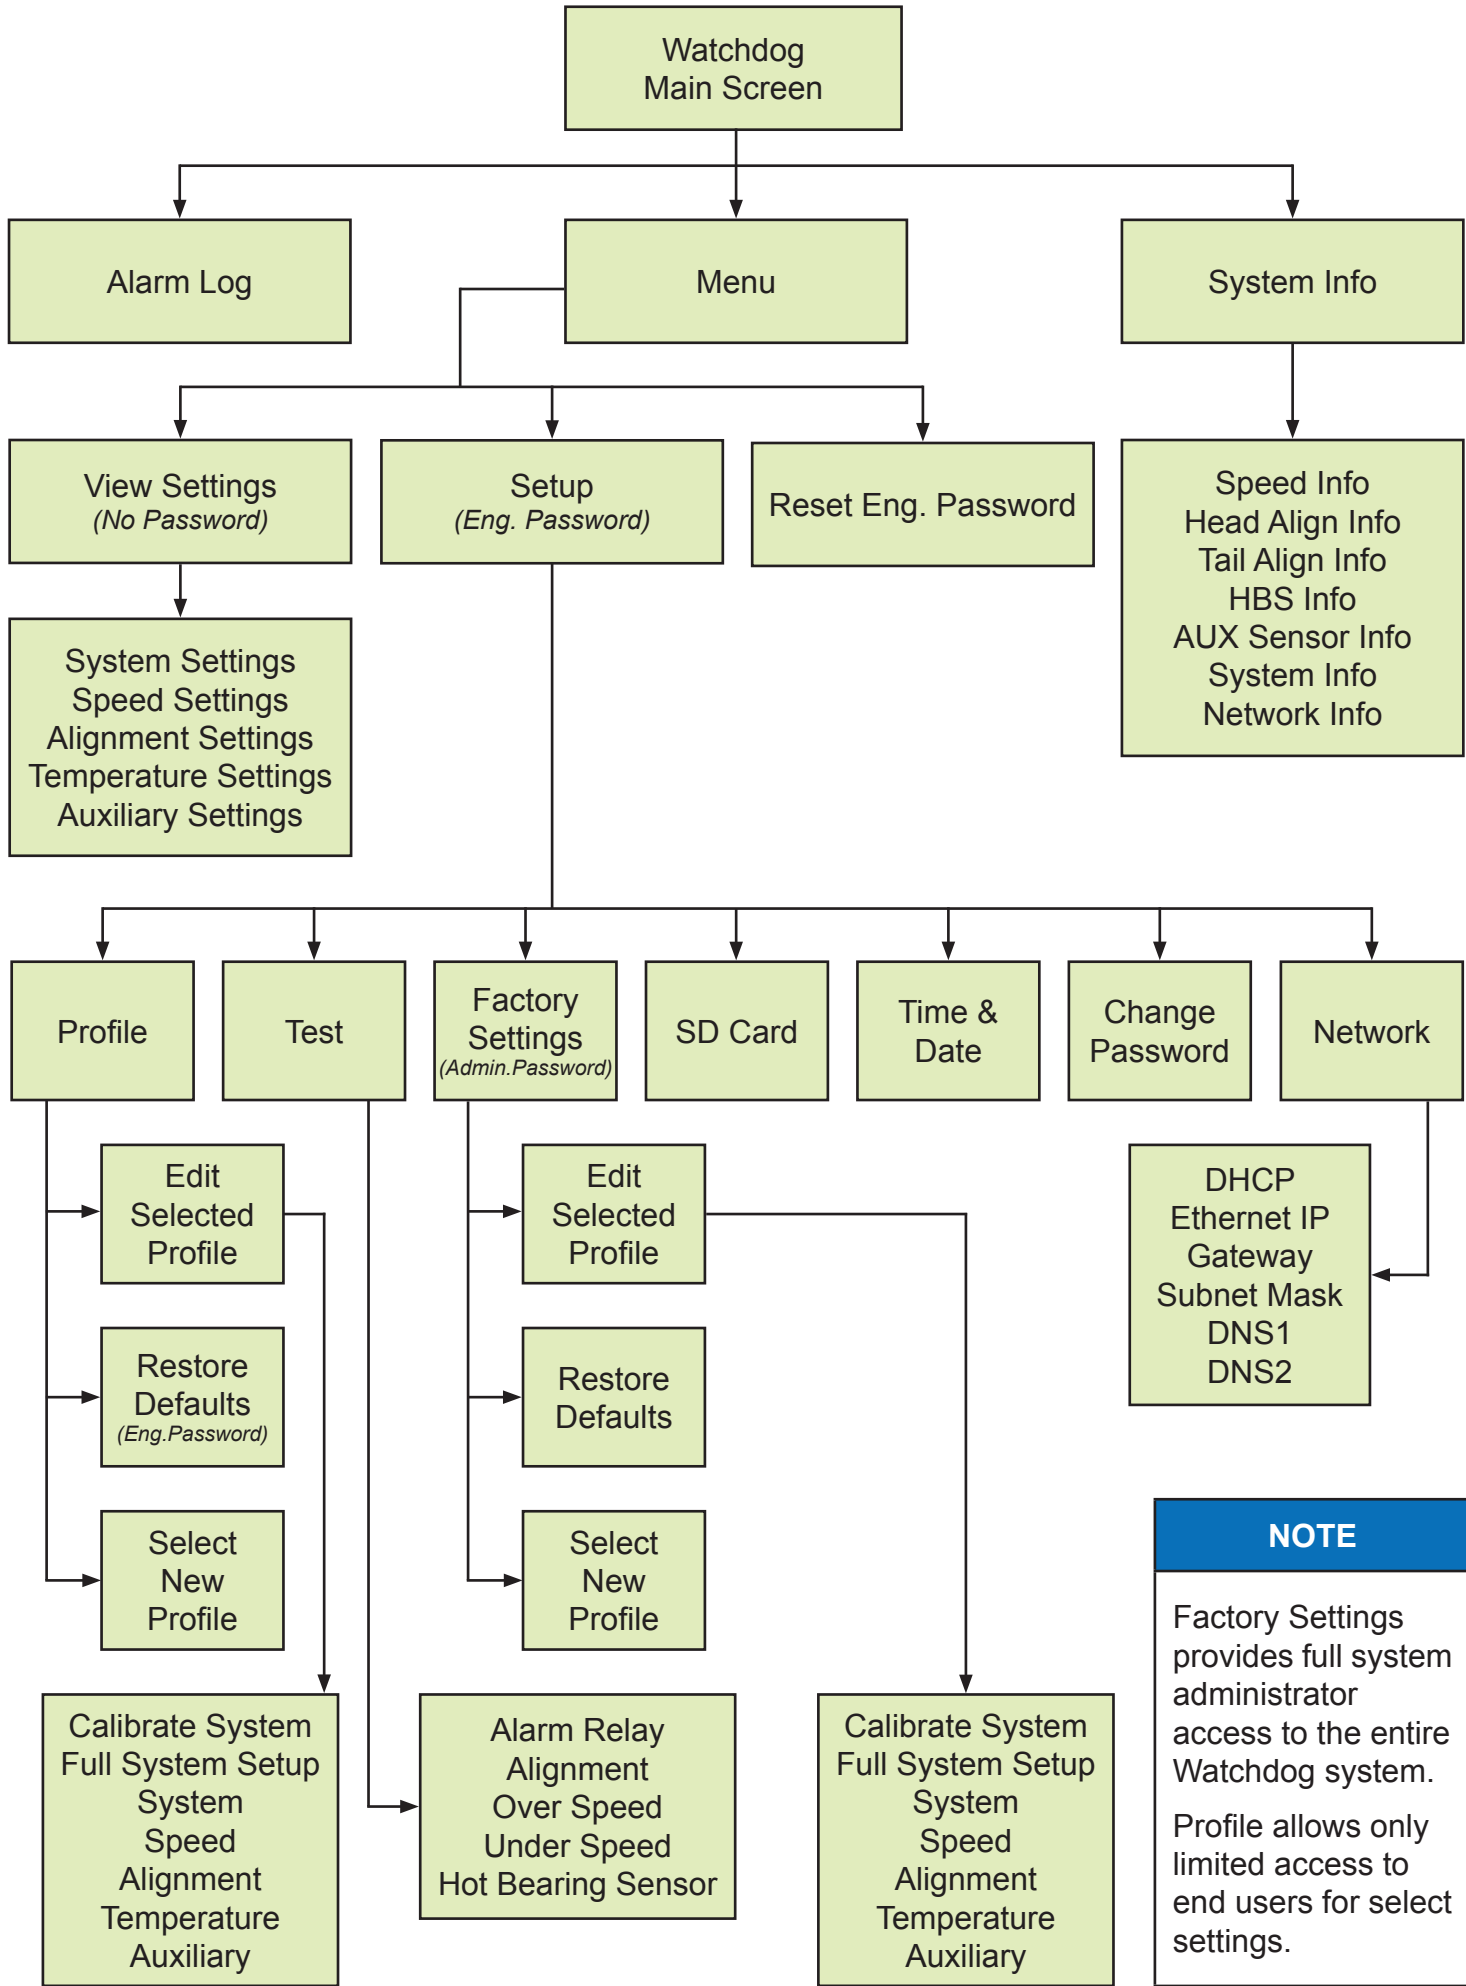 Watchdog
Main Screen
Alarm Log
Menu
System Info
View Settings
(No Password)
Setup
(Eng. Password)
Reset Eng. Password
Speed Info
Head Align Info
Tail Align Info
HBS Info
AUX Sensor Info
System Info
Network Info
System Settings
Speed Settings
Alignment Settings
Temperature Settings
Auxiliary Settings
Profile
Test
Factory
Settings
(Admin.Password)
SD Card
Time &
Date
Change
Password
Network
Edit
Selected
Profile
Restore
Defaults
(Eng.Password)
Select
New
Profile
Edit
Selected
Profile
Restore
Defaults
Select
New
Profile
DHCP
Ethernet IP
Gateway
Subnet Mask
DNS1
DNS2
Calibrate System
Full System Setup
System
Speed
Alignment
Temperature
Auxiliary
Alarm Relay
Alignment
Over Speed
Under Speed
Hot Bearing Sensor
Calibrate System
Full System Setup
System
Speed
Alignment
Temperature
Auxiliary
NOTE
Factory Settings
provides full system
administrator
access to the entire
Watchdog system.
Profile allows only
limited access to
end users for select
settings.